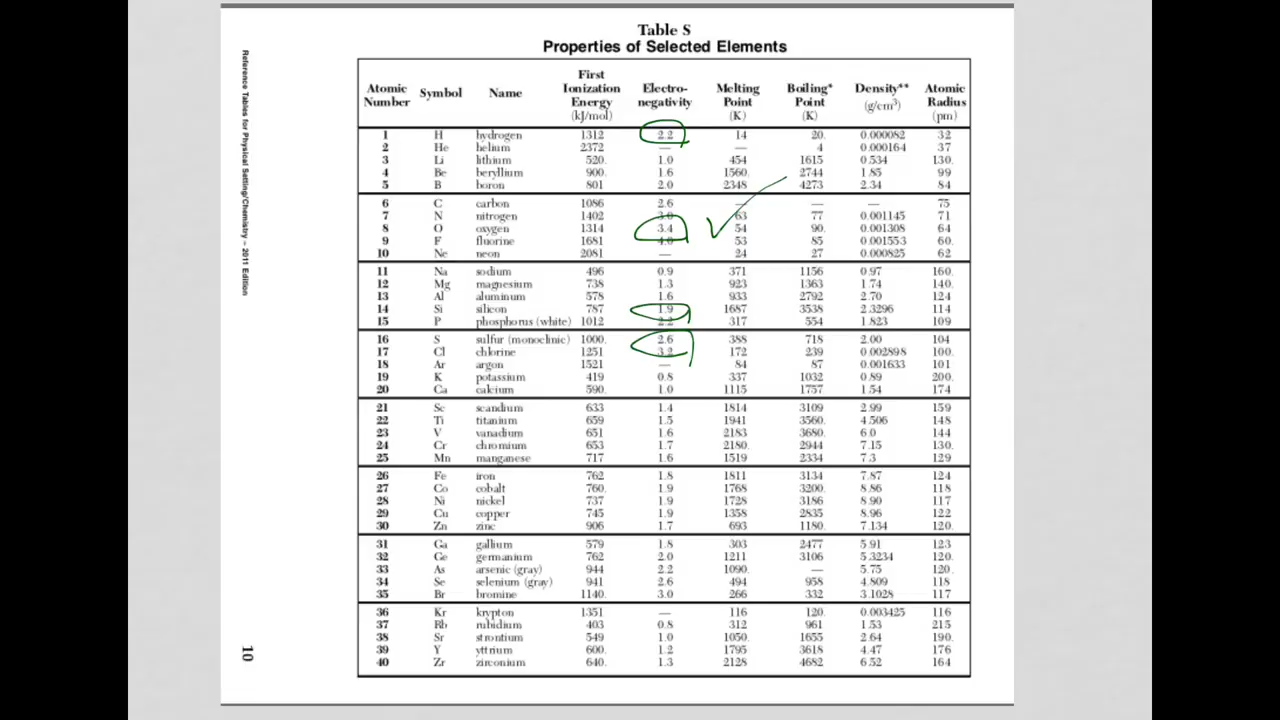 Table S
Properties of Selected Elements
Reference Tables for Physical Setting/Chemistry – 2011 Edition
Atomic Number Symbol Name First Ionization Energy (kJ/mol) Electro-negativity Melting Point (K) Boiling* Point (K) Density** (g/cm³) Atomic Radius (pm)
1 H hydrogen 1312 2.2 14 20. 0.000082 32
2 He helium 2372 — — 4 0.000164 37
3 Li lithium 520. 1.0 454 1615 0.534 130.
4 Be beryllium 900. 1.6 1560. 2744 1.85 99
5 B boron 801 2.0 2348 4273 2.34 84
6 C carbon 1086 2.6 — — — 75
7 N nitrogen 1402 3.0 63 77 0.001145 71
8 O oxygen 1314 3.4 54 90. 0.001308 64
9 F fluorine 1681 4.0 53 85 0.001553 60.
10 Ne neon 2081 — 24 27 0.000825 62
11 Na sodium 496 0.9 371 1156 0.97 160.
12 Mg magnesium 738 1.3 923 1363 1.74 140.
13 Al aluminum 578 1.6 933 2792 2.70 124
14 Si silicon 787 1.9 1687 3538 2.3296 114
15 P phosphorus (white) 1012 2.2 317 554 1.823 109
16 S sulfur (monoclinic) 1000. 2.6 388 718 2.00 104
17 Cl chlorine 1251 3.2 172 239 0.002898 100.
18 Ar argon 1521 — 84 87 0.001633 101
19 K potassium 419 0.8 337 1032 0.89 200.
20 Ca calcium 590. 1.0 1115 1757 1.54 174
21 Sc scandium 633 1.4 1814 3109 2.99 159
22 Ti titanium 659 1.5 1941 3560. 4.506 148
23 V vanadium 651 1.6 2183 3680. 6.0 144
24 Cr chromium 653 1.7 2180. 2944 7.15 130.
25 Mn manganese 717 1.6 1519 2334 7.3 129
26 Fe iron 762 1.8 1811 3134 7.87 124
27 Co cobalt 760. 1.9 1768 3200. 8.86 118
28 Ni nickel 737 1.9 1728 3186 8.90 117
29 Cu copper 745 1.9 1358 2835 8.96 122
30 Zn zinc 906 1.7 693 1180. 7.134 120.
31 Ga gallium 579 1.8 303 2477 5.91 123
32 Ge germanium 762 2.0 1211 3106 5.3234 120.
33 As arsenic (gray) 944 2.2 1090. — 5.75 120.
34 Se selenium (gray) 941 2.6 494 958 4.809 118
35 Br bromine 1140. 3.0 266 332 3.1028 117
36 Kr krypton 1351 — 116 120. 0.003425 116
37 Rb rubidium 403 0.8 312 961 1.53 215
38 Sr strontium 549 1.0 1050. 1655 2.64 190.
39 Y yttrium 600. 1.2 1795 3618 4.47 176
40 Zr zirconium 640. 1.3 2128 4682 6.52 164
10